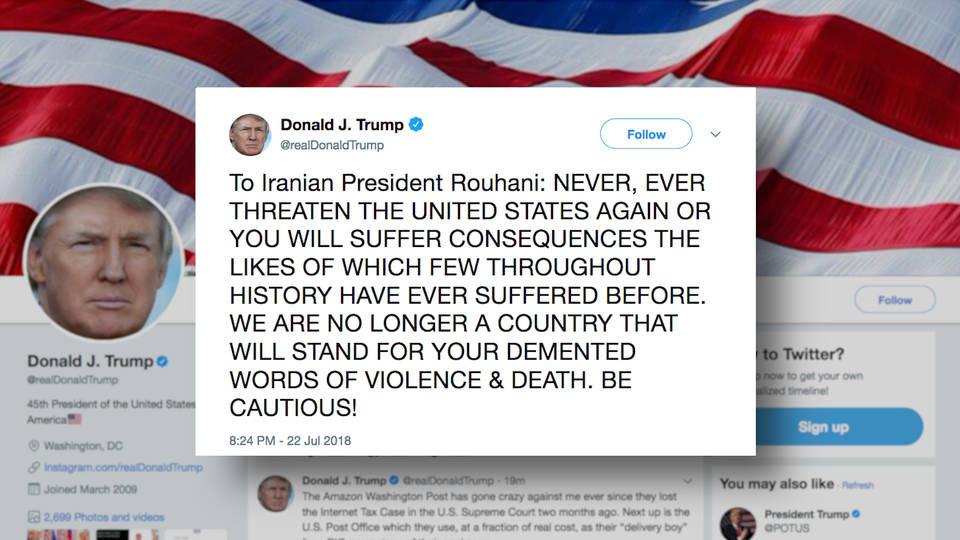 Donald J. Trump
@realDonaldTrump
Follow
To Iranian President Rouhani: NEVER, EVER
THREATEN THE UNITED STATES AGAIN OR
YOU WILL SUFFER CONSEQUENCES THE
LIKES OF WHICH FEW THROUGHOUT
HISTORY HAVE EVER SUFFERED BEFORE.
WE ARE NO LONGER A COUNTRY THAT
WILL STAND FOR YOUR DEMENTED
WORDS OF VIOLENCE & DEATH. BE
CAUTIOUS!
8:24 PM - 22 Jul 2018
Donald J. Trump
@realDonaldTrump
45th President of the United States
America
Washington, DC
Instagram.com/realDonaldTrump
Joined March 2009
2,699 Photos and videos
Donald J. Trump @realDonaldTrump · 19m
The Amazon Washington Post has gone crazy against me ever since they lost
the Internet Tax Case in the U.S. Supreme Court two months ago. Next up is the
U.S. Post Office which they use, at a fraction of real cost, as their “delivery boy”
Follow
to Twitter?
now to get your own
timeline!
Sign up
You may also like · Refresh
President Trump
@POTUS